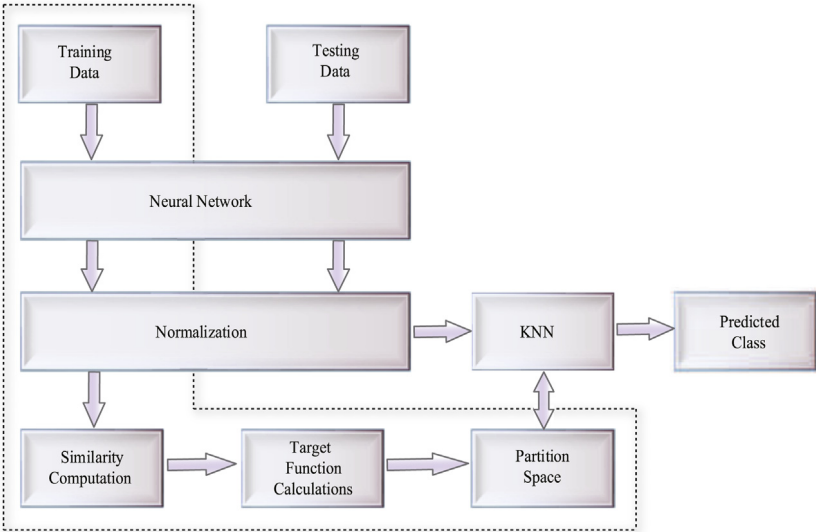 Training
Data
Testing
Data
Neural Network
Normalization
KNN
Predicted
Class
Similarity
Computation
Target
Function
Calculations
Partition
Space